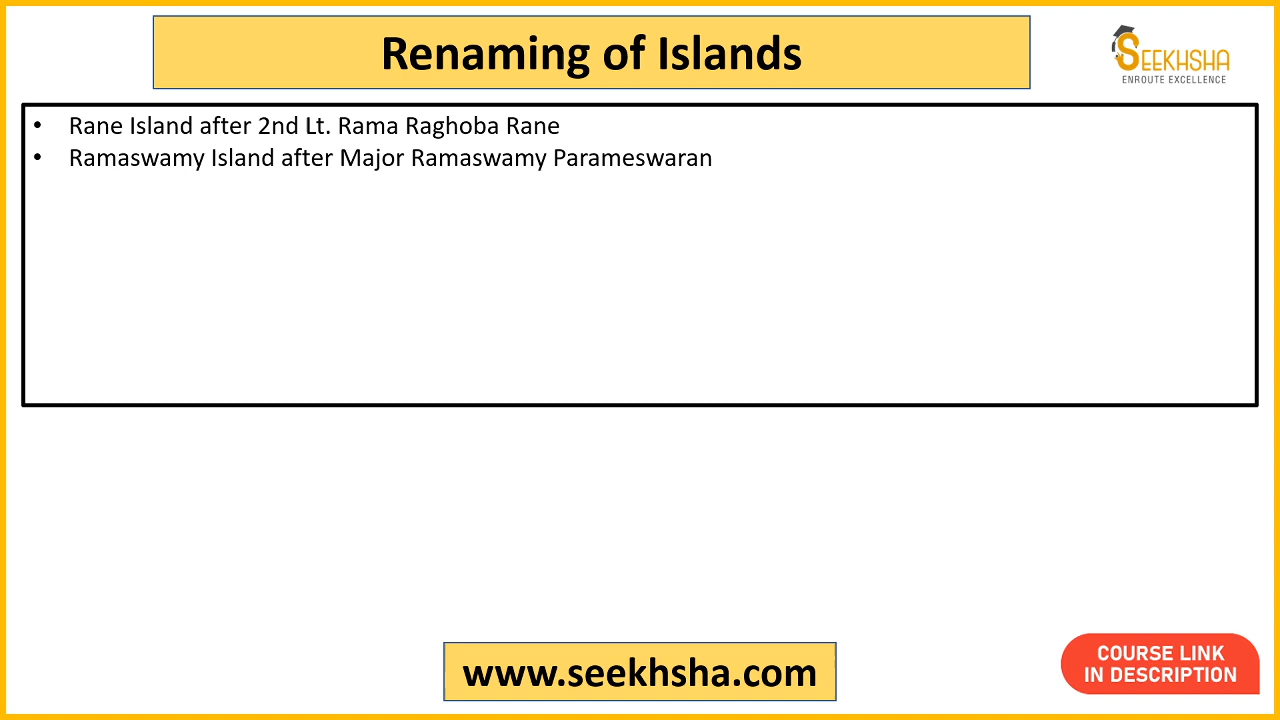 Renaming of Islands
SEEKHSHA
ENROUTE EXCELLENCE
• Rane Island after 2nd Lt. Rama Raghoba Rane
• Ramaswamy Island after Major Ramaswamy Parameswaran
www.seekhsha.com
COURSE LINK
IN DESCRIPTION